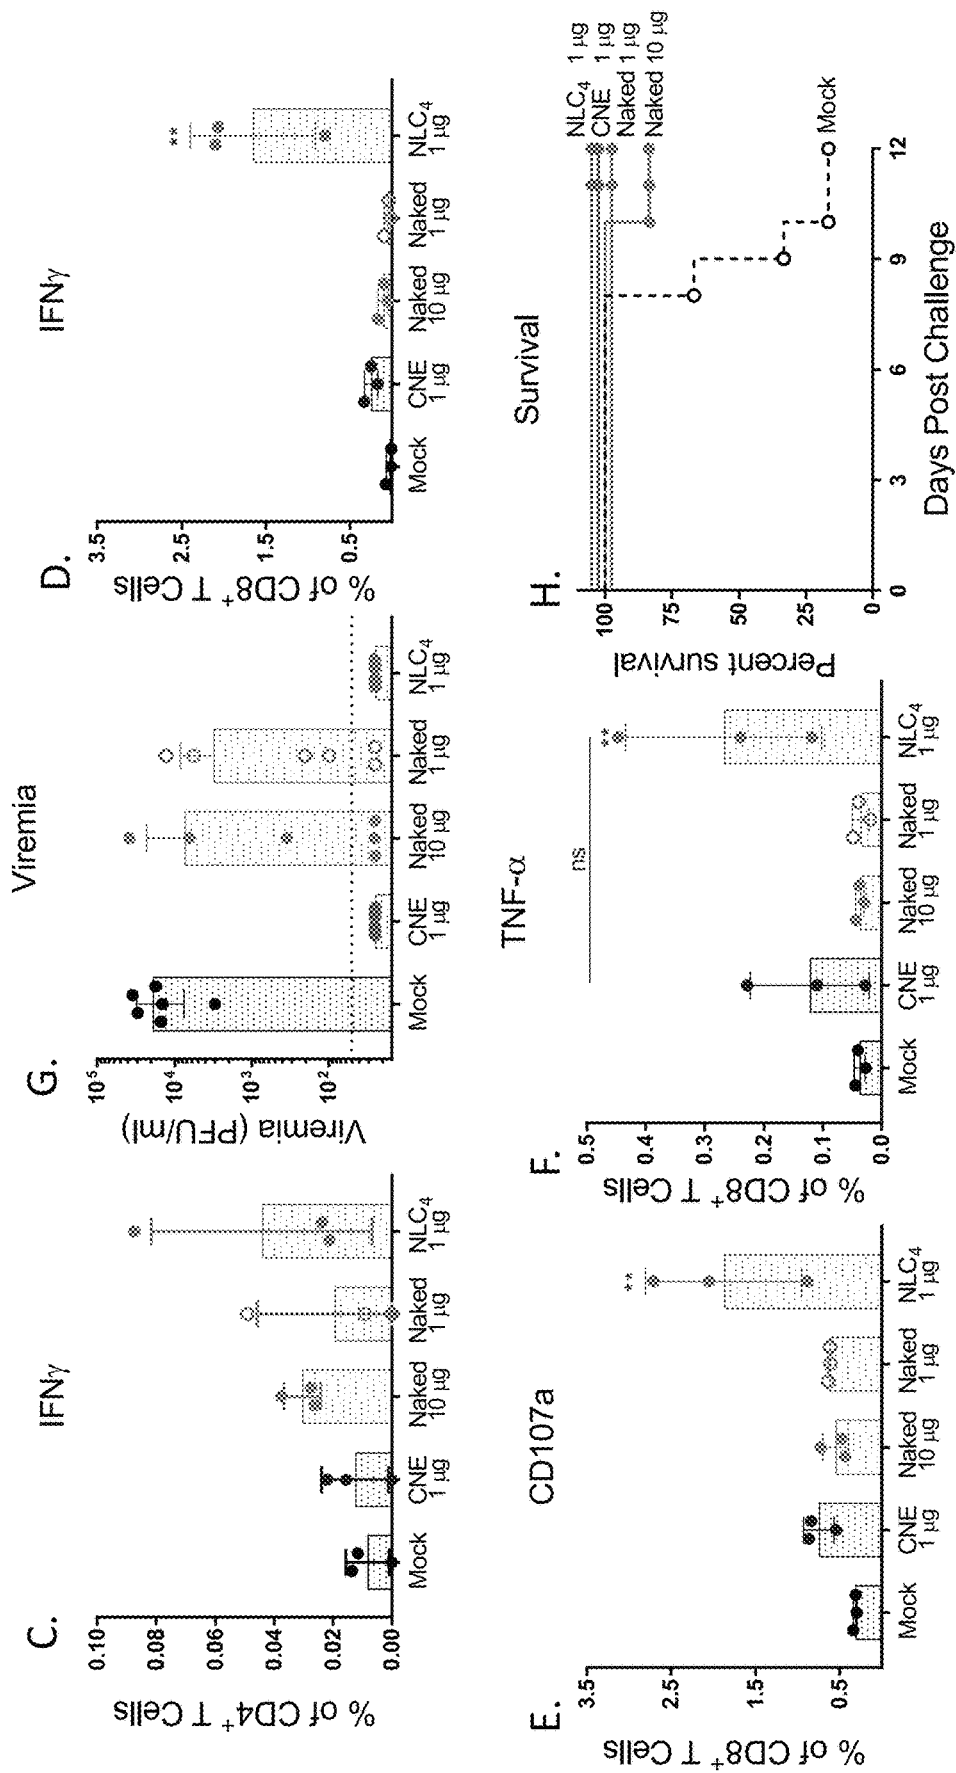 C.
IFNγ
% of CD4⁺ T Cells
0.10
0.08
0.06
0.04
0.02
0.00
Mock
CNE
1 μg
Naked
10 μg
Naked
1 μg
NLC₄
1 μg
G.
Viremia
Viremia (PFU/ml)
10⁵
10⁴
10³
10²
Mock
CNE
1 μg
Naked
10 μg
Naked
1 μg
NLC₄
1 μg
D.
IFNγ
% of CD8⁺ T Cells
3.5
2.5
1.5
0.5
**
Mock
CNE
1 μg
Naked
10 μg
Naked
1 μg
NLC₄
1 μg
E.
CD107a
% of CD8⁺ T Cells
3.5
2.5
1.5
0.5
**
Mock
CNE
1 μg
Naked
10 μg
Naked
1 μg
NLC₄
1 μg
F.
TNF-α
% of CD8⁺ T Cells
0.5
0.4
0.3
0.2
0.1
0.0
ns
**
Mock
CNE
1 μg
Naked
10 μg
Naked
1 μg
NLC₄
1 μg
H.
Survival
Percent survival
100
75
50
25
0
NLC₄ 1 μg
CNE 1 μg
Naked 1 μg
Naked 10 μg
Mock
0 3 6 9 12
Days Post Challenge